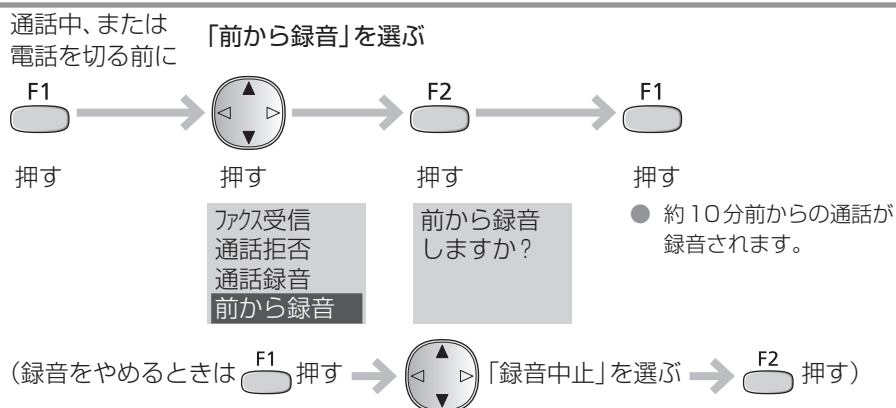 通話中、または
電話を切る前に
「前から録音」を選ぶ
F1
F2
F1
押す
押す
押す
押す
ファクス受信
通話拒否
通話録音
前から録音
前から録音
しますか?
● 約10分前からの通話が
録音されます。
(録音をやめるときは F1 押す 「録音中止」を選ぶ F2 押す)